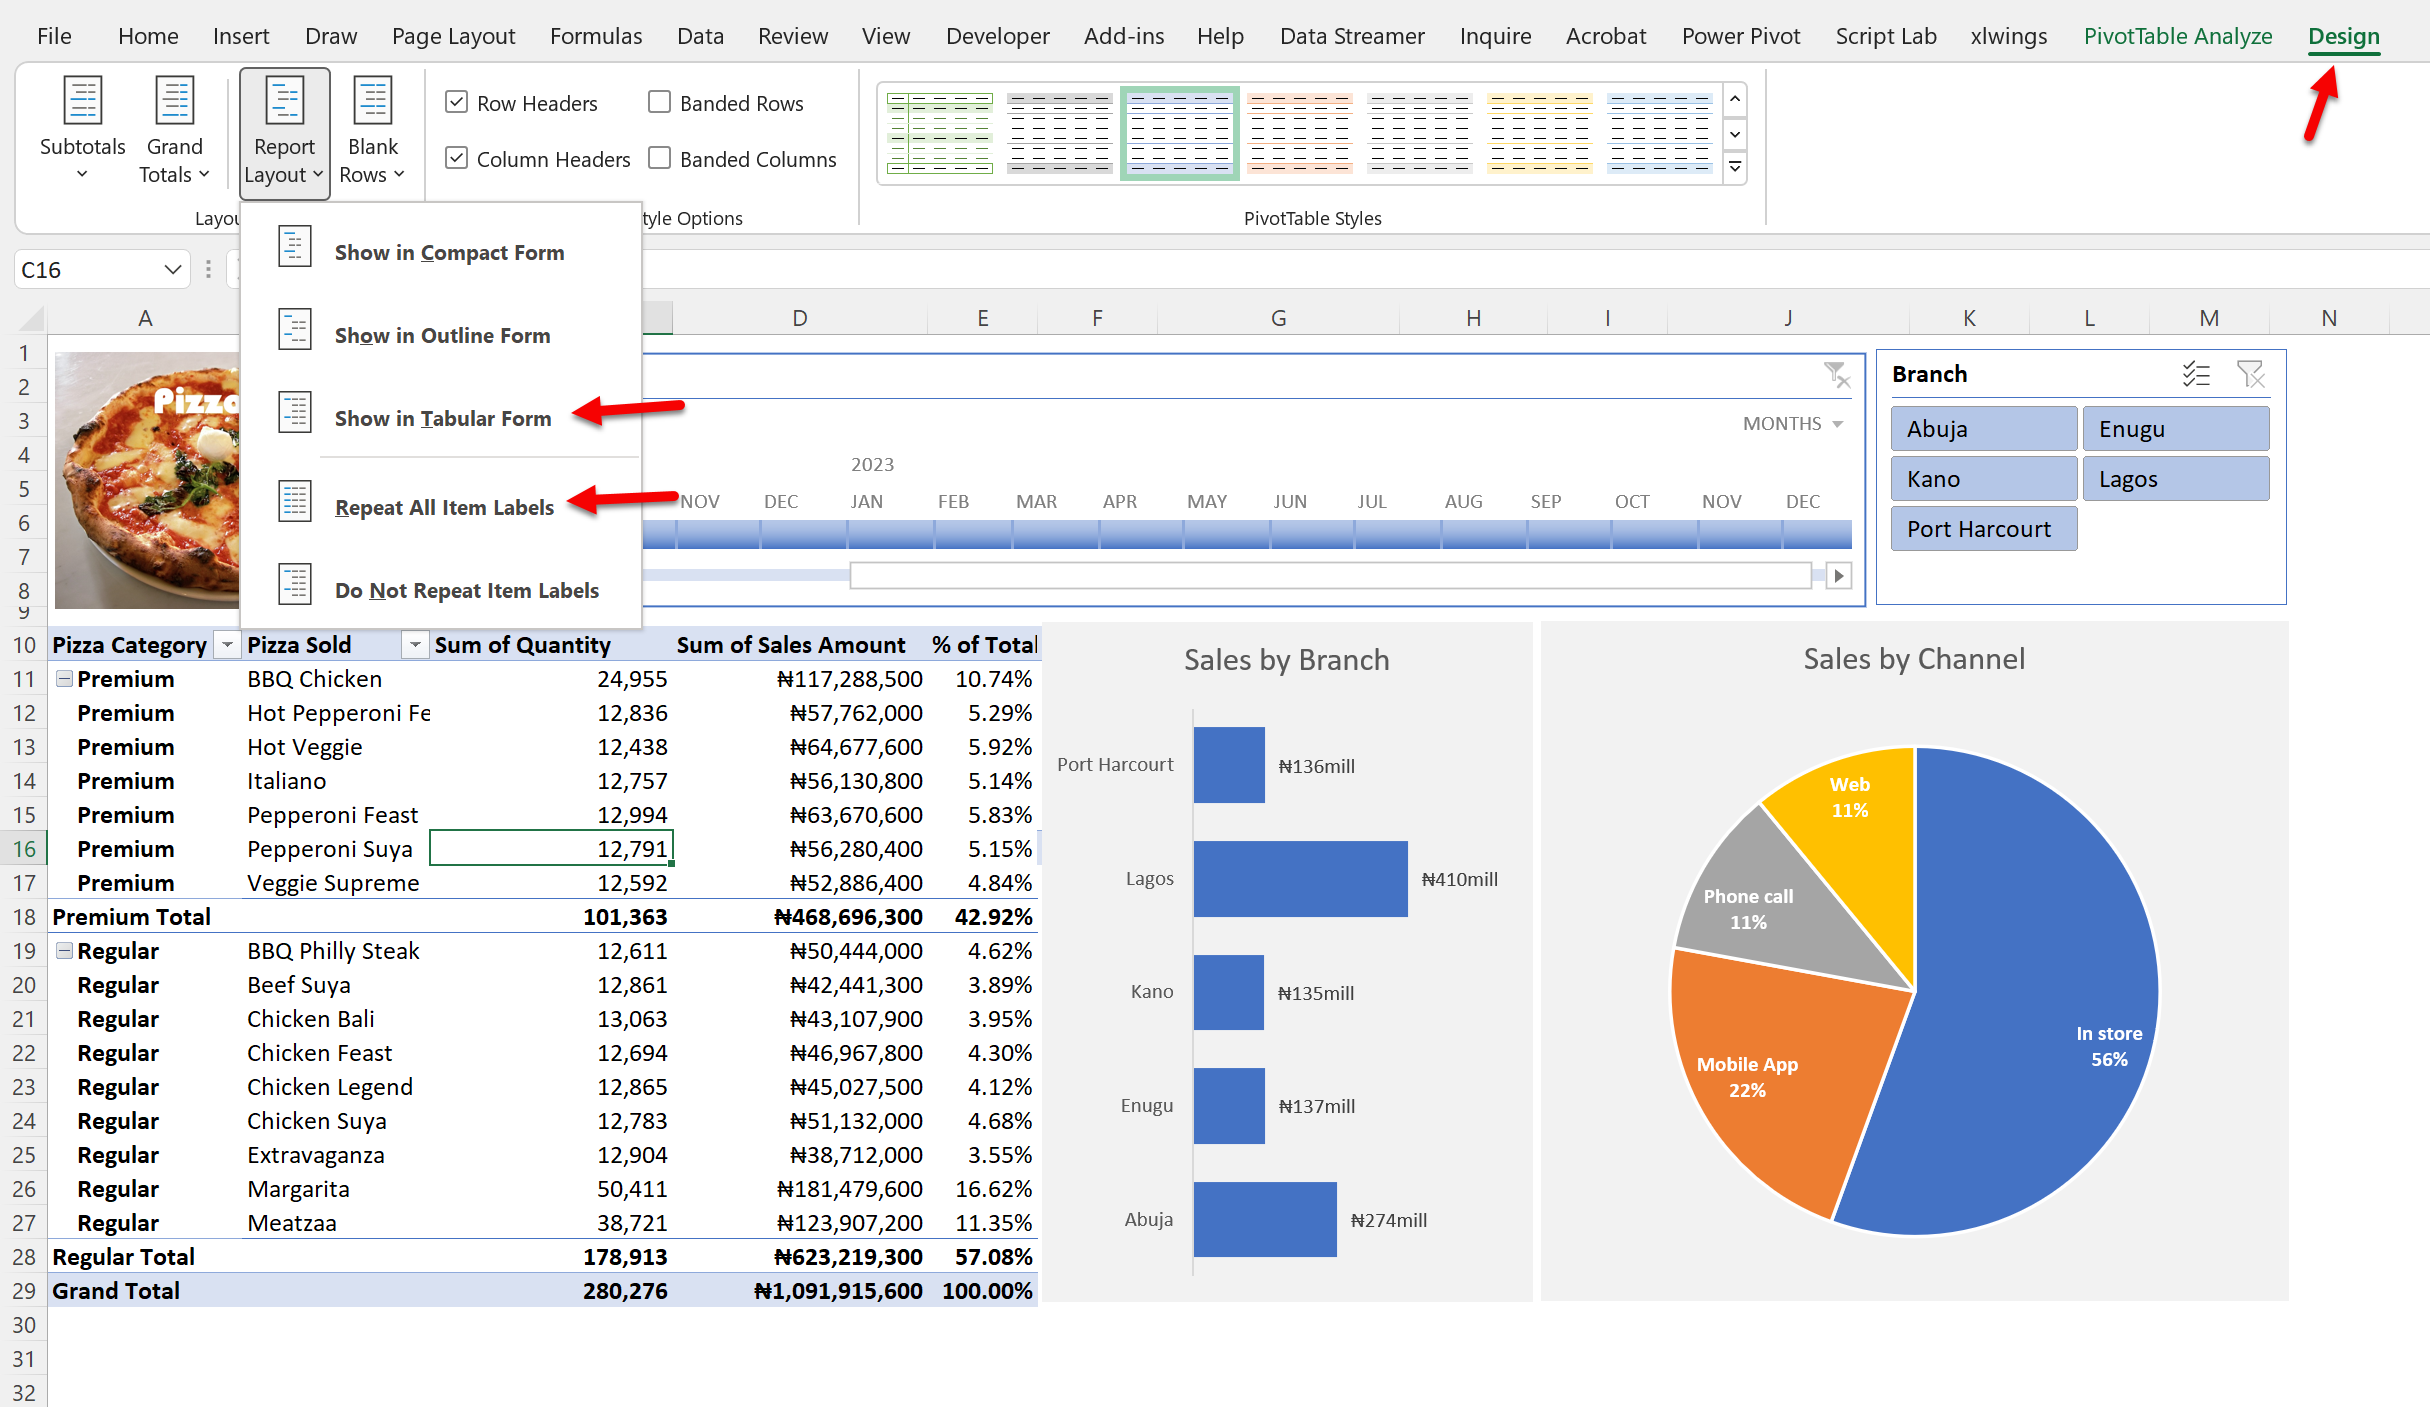 File Home Insert Draw Page Layout Formulas Data Review View Developer Add-ins Help Data Streamer Inquire Acrobat Power Pivot Script Lab xlwings PivotTable Analyze Design
Subtotals Grand Totals Report Layout Blank Rows
Row Headers Banded Rows
Column Headers Banded Columns
PivotTable Styles
Show in Compact Form
Show in Outline Form
Show in Tabular Form
Repeat All Item Labels
Do Not Repeat Item Labels
C16
A D E F G H I J K L M N
Pizza
MONTHS
2023
NOV DEC JAN FEB MAR APR MAY JUN JUL AUG SEP OCT NOV DEC
Branch
Abuja Enugu
Kano Lagos
Port Harcourt
1
2
3
4
5
6
7
8
9
10 Pizza Category Pizza Sold Sum of Quantity Sum of Sales Amount % of Total
11 Premium BBQ Chicken 24,955 ₦117,288,500 10.74%
12 Premium Hot Pepperoni Fe 12,836 ₦57,762,000 5.29%
13 Premium Hot Veggie 12,438 ₦64,677,600 5.92%
14 Premium Italiano 12,757 ₦56,130,800 5.14%
15 Premium Pepperoni Feast 12,994 ₦63,670,600 5.83%
16 Premium Pepperoni Suya 12,791 ₦56,280,400 5.15%
17 Premium Veggie Supreme 12,592 ₦52,886,400 4.84%
18 Premium Total 101,363 ₦468,696,300 42.92%
19 Regular BBQ Philly Steak 12,611 ₦50,444,000 4.62%
20 Regular Beef Suya 12,861 ₦42,441,300 3.89%
21 Regular Chicken Bali 13,063 ₦43,107,900 3.95%
22 Regular Chicken Feast 12,694 ₦46,967,800 4.30%
23 Regular Chicken Legend 12,865 ₦45,027,500 4.12%
24 Regular Chicken Suya 12,783 ₦51,132,000 4.68%
25 Regular Extravaganza 12,904 ₦38,712,000 3.55%
26 Regular Margarita 50,411 ₦181,479,600 16.62%
27 Regular Meatzaa 38,721 ₦123,907,200 11.35%
28 Regular Total 178,913 ₦623,219,300 57.08%
29 Grand Total 280,276 ₦1,091,915,600 100.00%
30
31
32
Sales by Branch
Port Harcourt ₦136mill
Lagos ₦410mill
Kano ₦135mill
Enugu ₦137mill
Abuja ₦274mill
Sales by Channel
Web
11%
Phone call
11%
Mobile App
22%
In store
56%